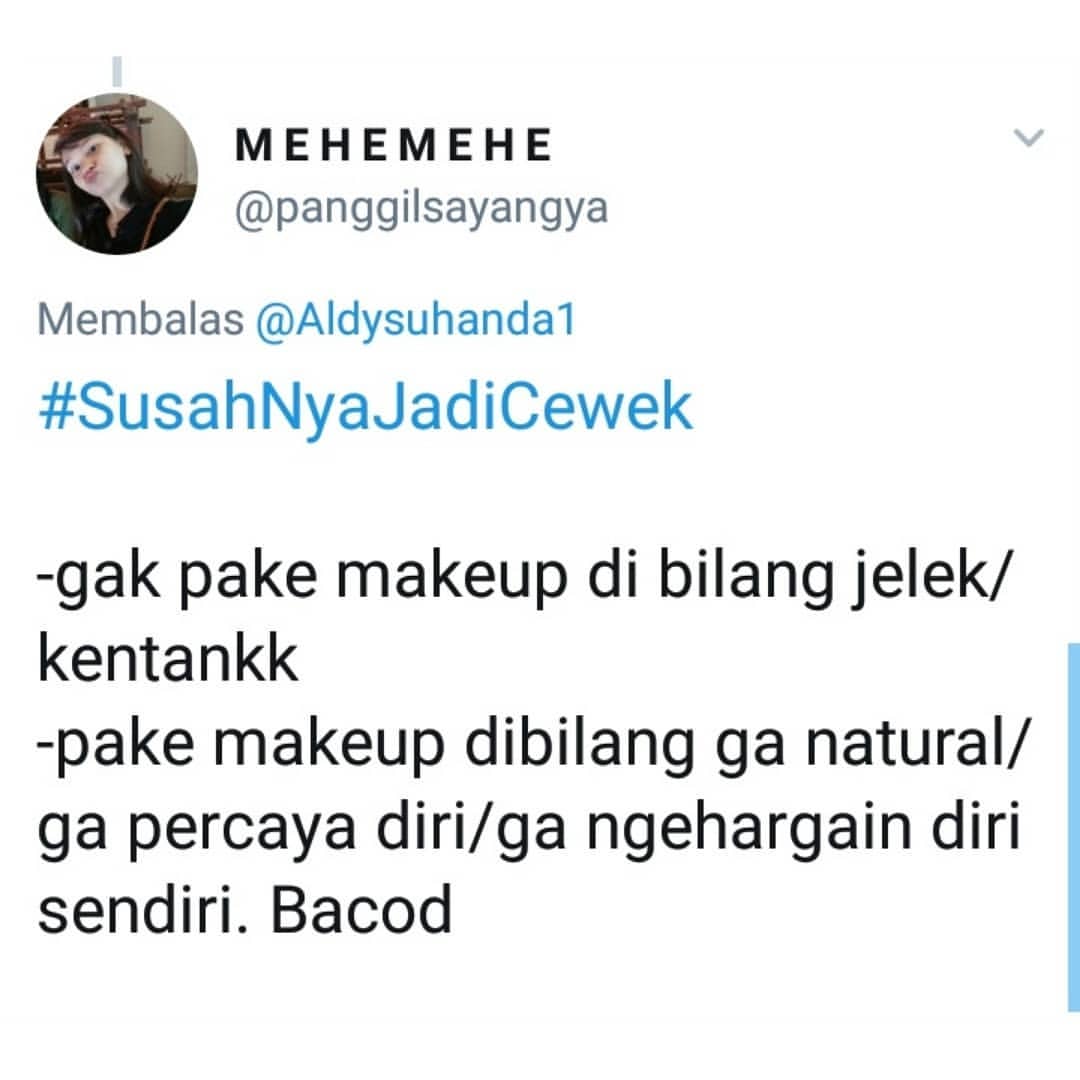 MEHEMEHE
@panggilsayangya
Membalas @Aldysuhanda1
#SusahNyaJadiCewek
-gak pake makeup di bilang jelek/
kentankk
-pake makeup dibilang ga natural/
ga percaya diri/ga ngehargain diri
sendiri. Bacod